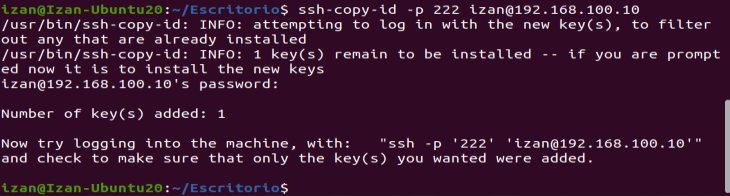 izan@Izan-Ubuntu20:~/Escritorio$ ssh-copy-id -p 222 izan@192.168.100.10
/usr/bin/ssh-copy-id: INFO: attempting to log in with the new key(s), to filter
out any that are already installed
/usr/bin/ssh-copy-id: INFO: 1 key(s) remain to be installed -- if you are prompt
ed now it is to install the new keys
izan@192.168.100.10's password:
Number of key(s) added: 1
Now try logging into the machine, with:   "ssh -p '222' 'izan@192.168.100.10'"
and check to make sure that only the key(s) you wanted were added.
izan@Izan-Ubuntu20:~/Escritorio$